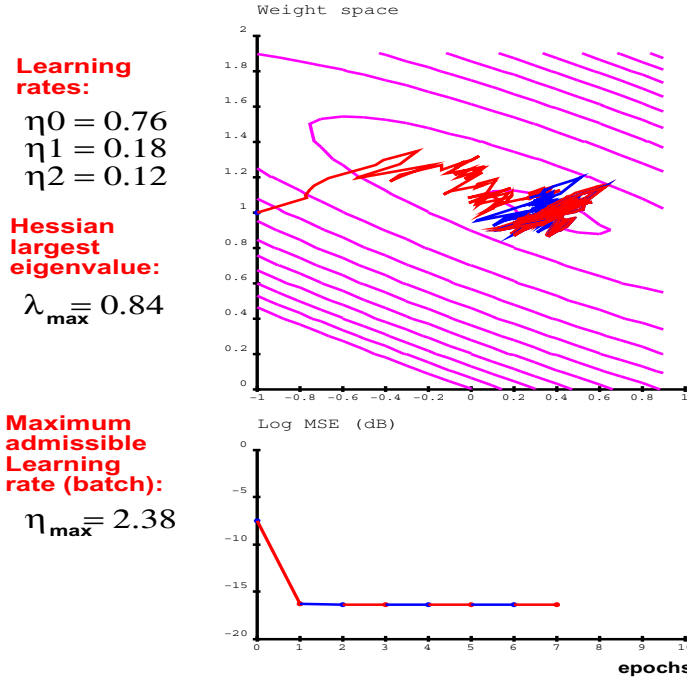 Weight space
Learning
rates:
η0 = 0.76
η1 = 0.18
η2 = 0.12
Hessian
largest
eigenvalue:
λmax = 0.84
2
1.8
1.6
1.4
1.2
1
0.8
0.6
0.4
0.2
0
-1 -0.8 -0.6 -0.4 -0.2 0 0.2 0.4 0.6 0.8 1
Maximum
admissible
Learning
rate (batch):
ηmax = 2.38
Log MSE (dB)
0
-5
-10
-15
-20
0 1 2 3 4 5 6 7 8 9 10
epochs